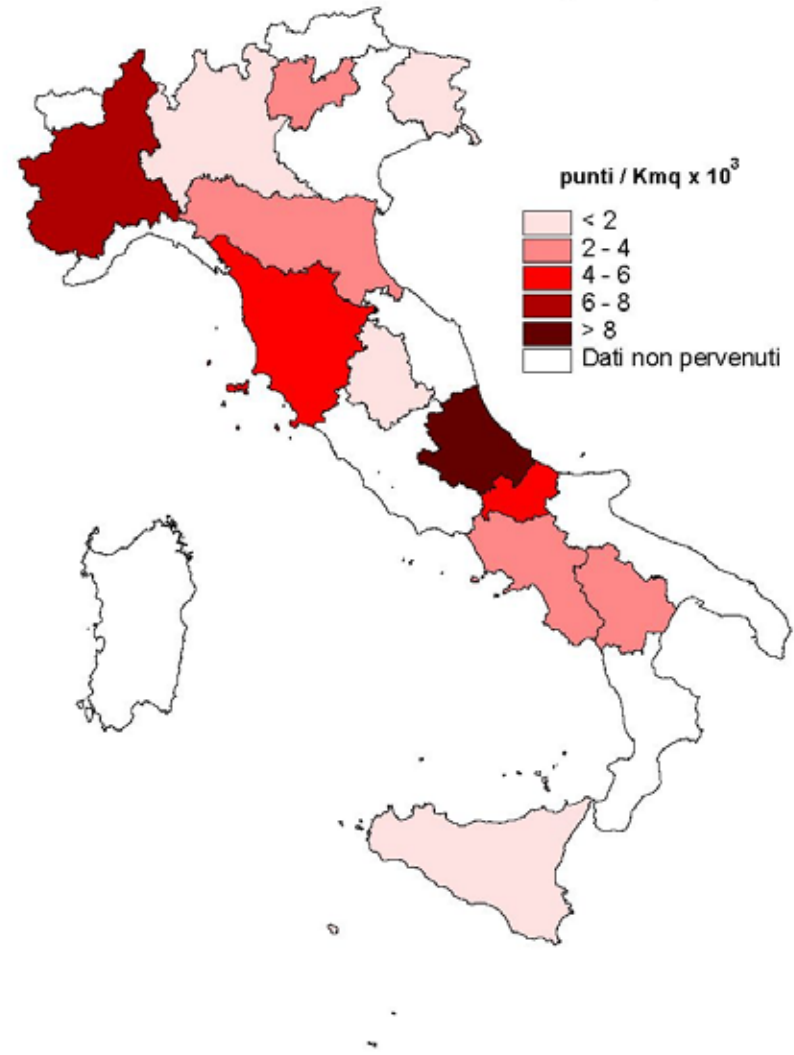 punti / Kmq x 10³
< 2
2 - 4
4 - 6
6 - 8
> 8
Dati non pervenuti